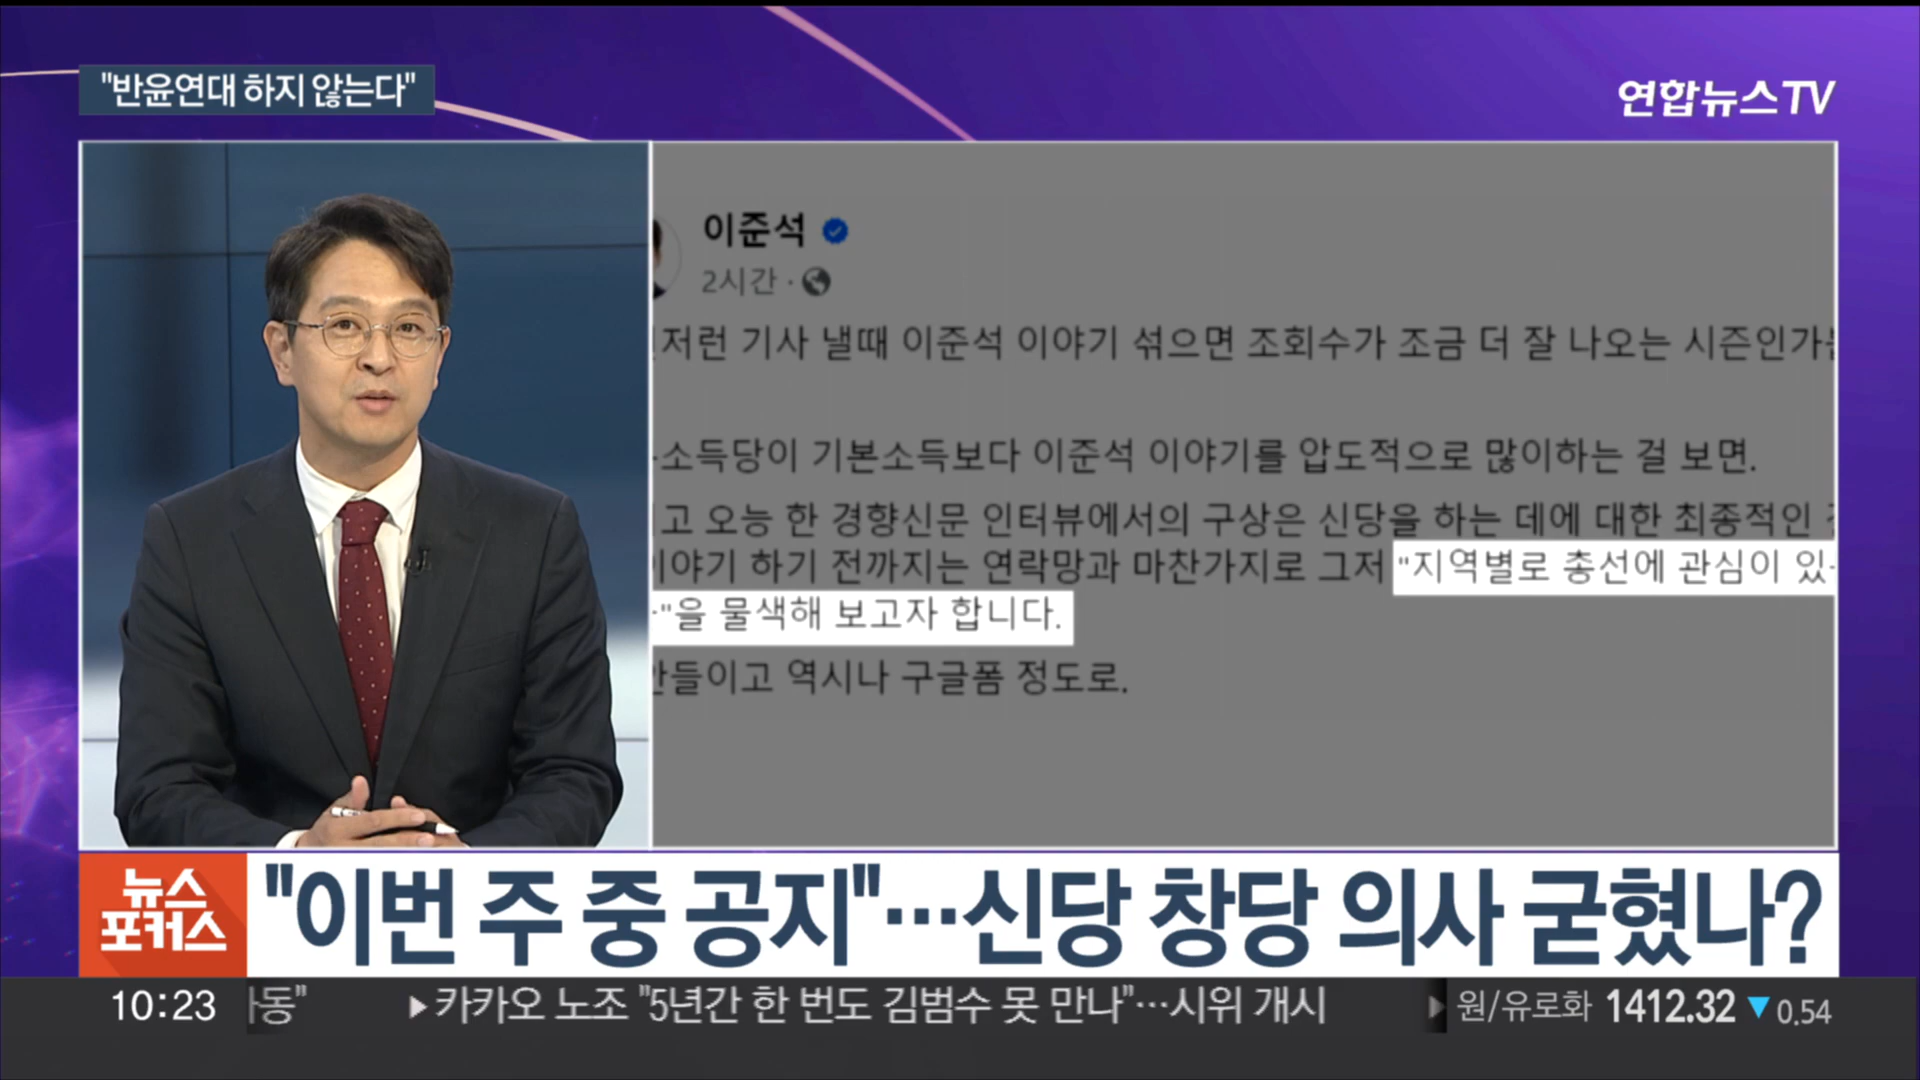 "반윤연대 하지 않는다"
연합뉴스TV
이준석
2시간
저런 기사 낼때 이준석 이야기 섞으면 조회수가 조금 더 잘 나오는 시즌인가
소득당이 기본소득보다 이준석 이야기를 압도적으로 많이하는 걸 보면.
고 오늘 한 경향신문 인터뷰에서의 구상은 신당을 하는 데에 대한 최종적인
이야기 하기 전까지는 연락망과 마찬가지로 그저 "지역별로 총선에 관심이 있
"을 물색해 보고자 합니다.
들이고 역시나 구글폼 정도로.
뉴스
포커스
"이번 주 중 공지"…신당 창당 의사 굳혔나?
10:23 동" ▶카카오 노조 "5년간 한 번도 김범수 못 만나"…시위 개시 ▶ 원/유로화 1412.32 ▼ 0.54